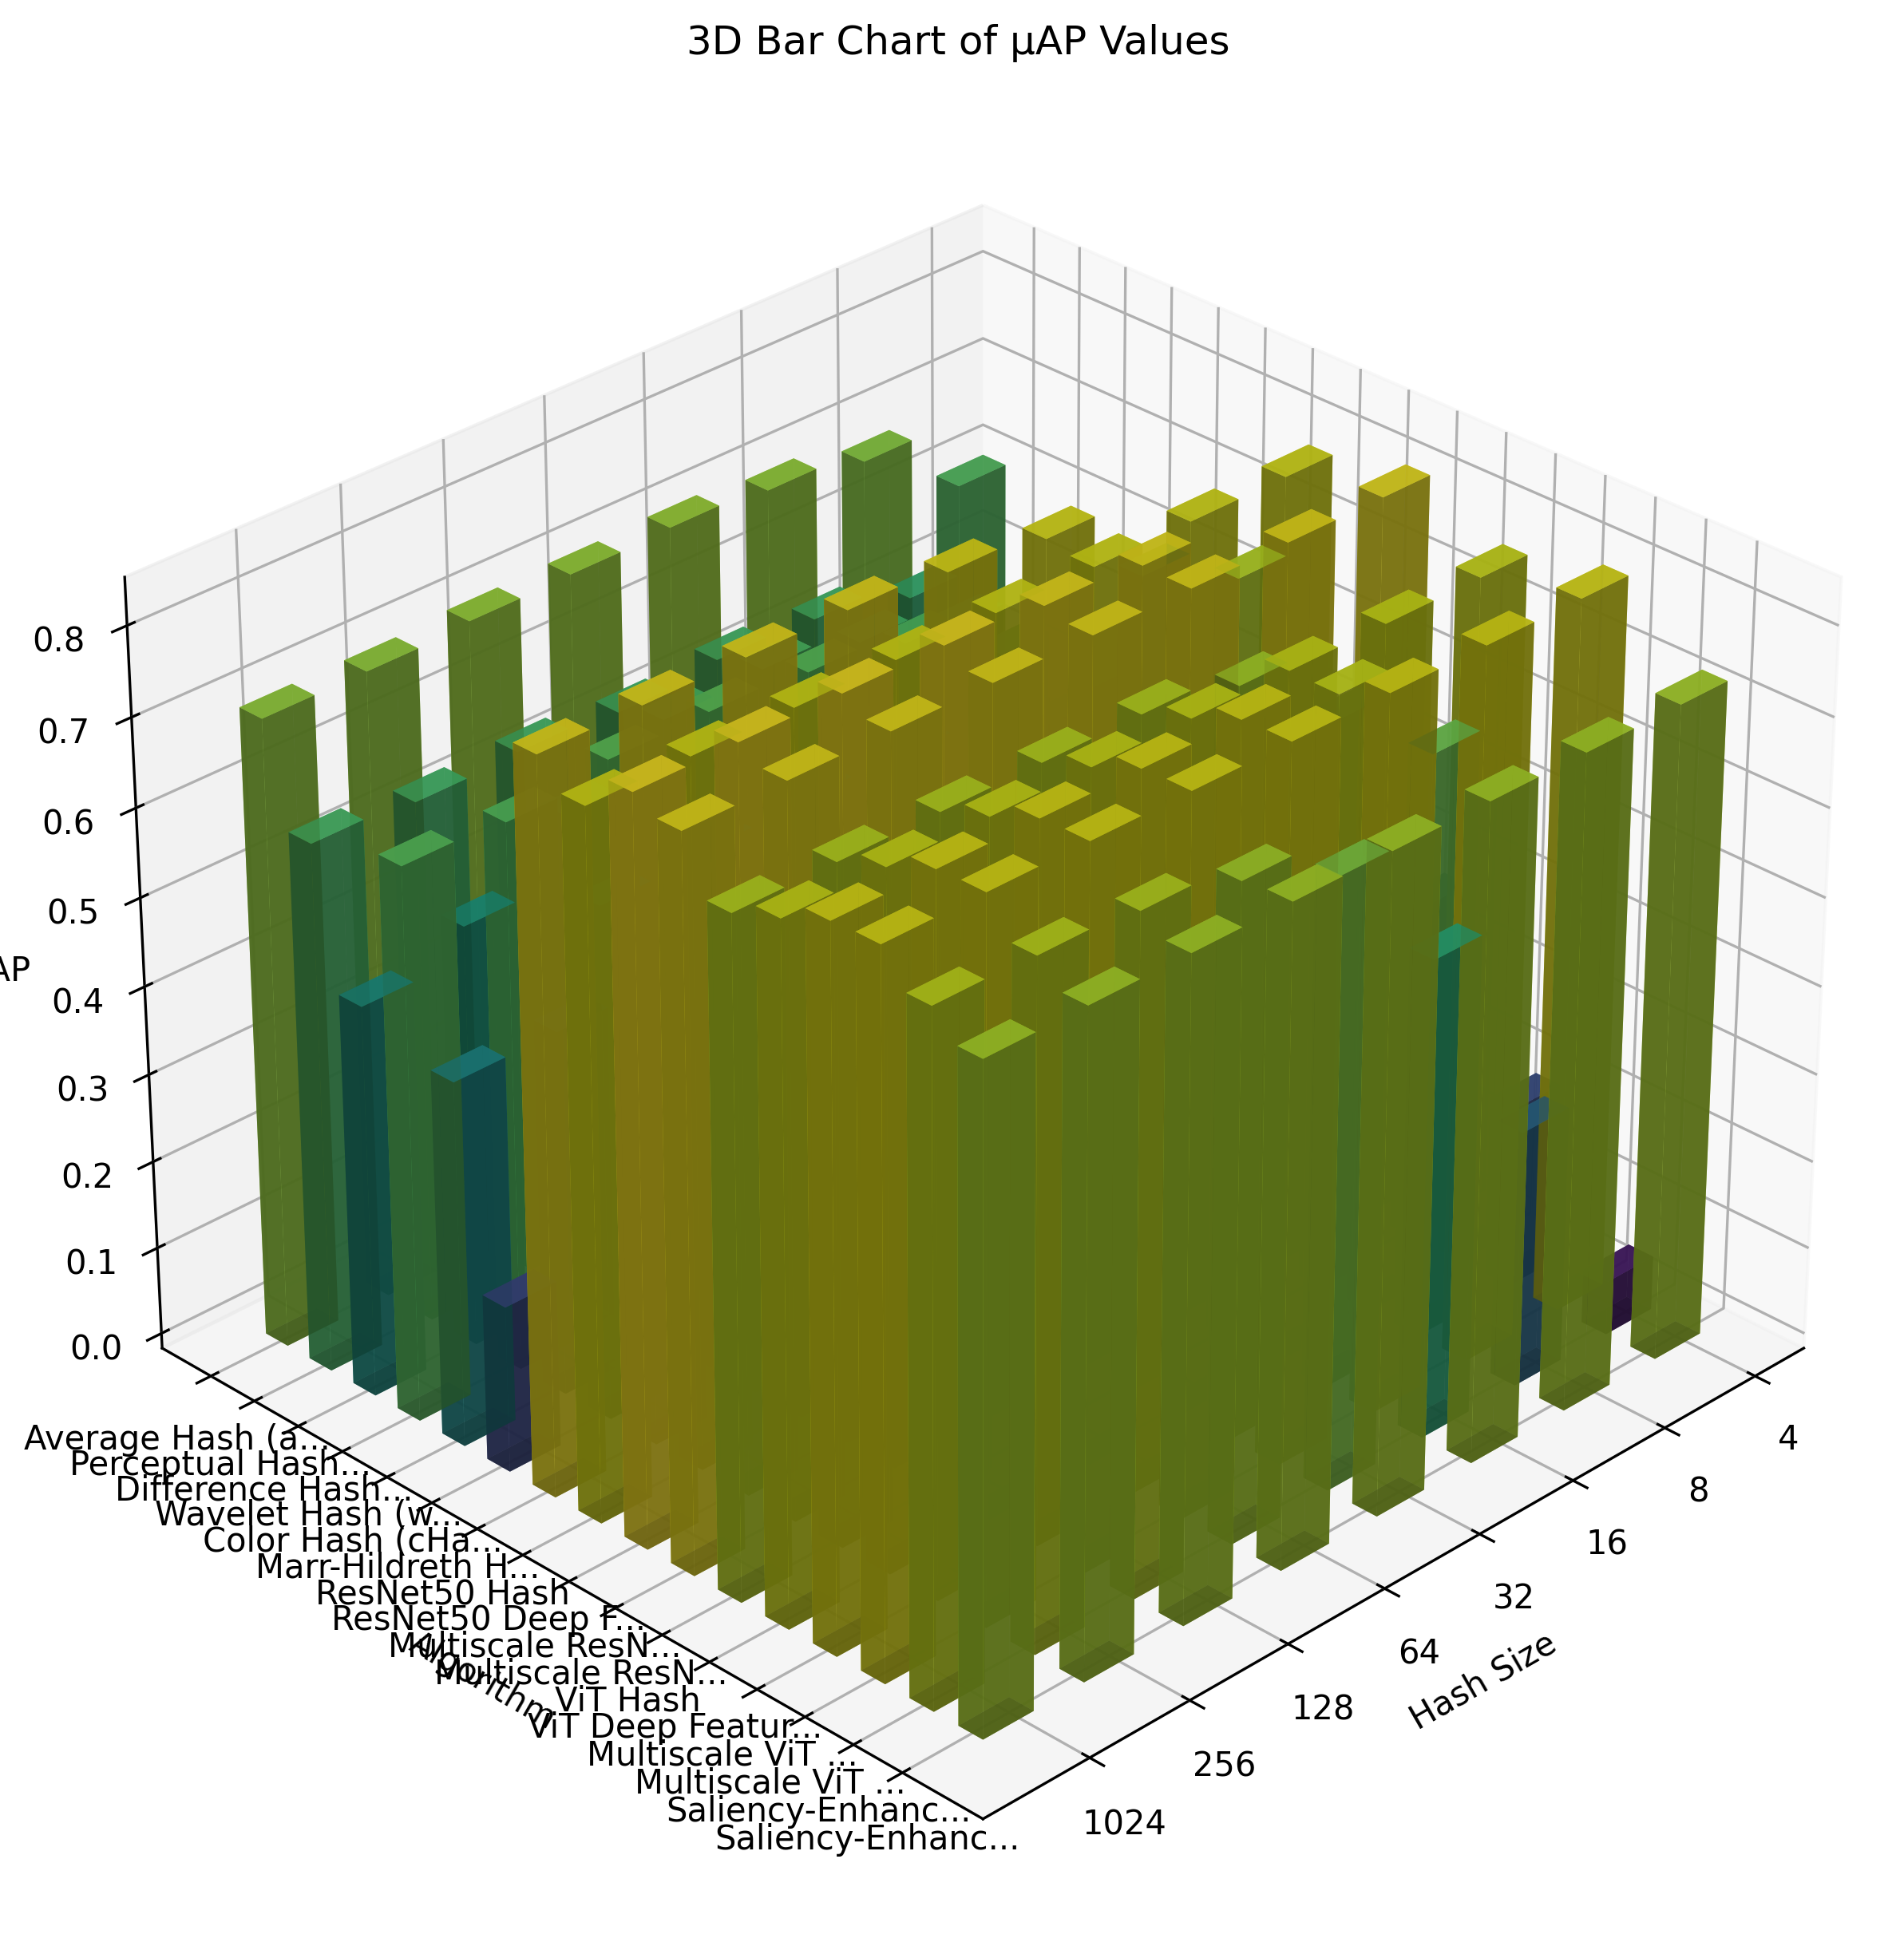 3D Bar Chart of μAP Values
0.8
0.7
0.6
0.5
AP
0.4
0.3
0.2
0.1
0.0
Average Hash (a...
Perceptual Hash...
Difference Hash...
Wavelet Hash (w...
Color Hash (cHa...
Marr-Hildreth H...
ResNet50 Hash
ResNet50 Deep F...
Multiscale ResN...
Multiscale ResN...
ViT Hash
ViT Deep Featur...
Multiscale ViT ...
Multiscale ViT ...
Saliency-Enhanc...
Saliency-Enhanc...
Algorithm
4
8
16
32
64
128
256
1024
Hash Size